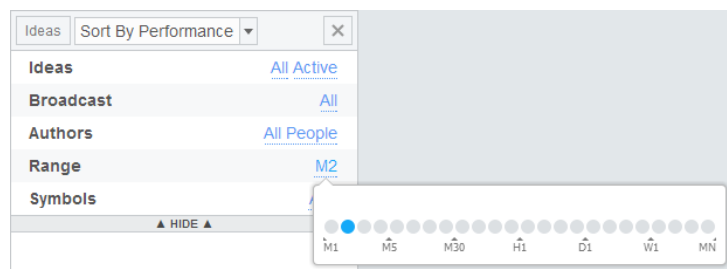 Ideas Sort By Performance
Ideas All Active
Broadcast All
Authors All People
Range M2
Symbols
▲ HIDE ▲
M1 M5 M30 H1 D1 W1 MN